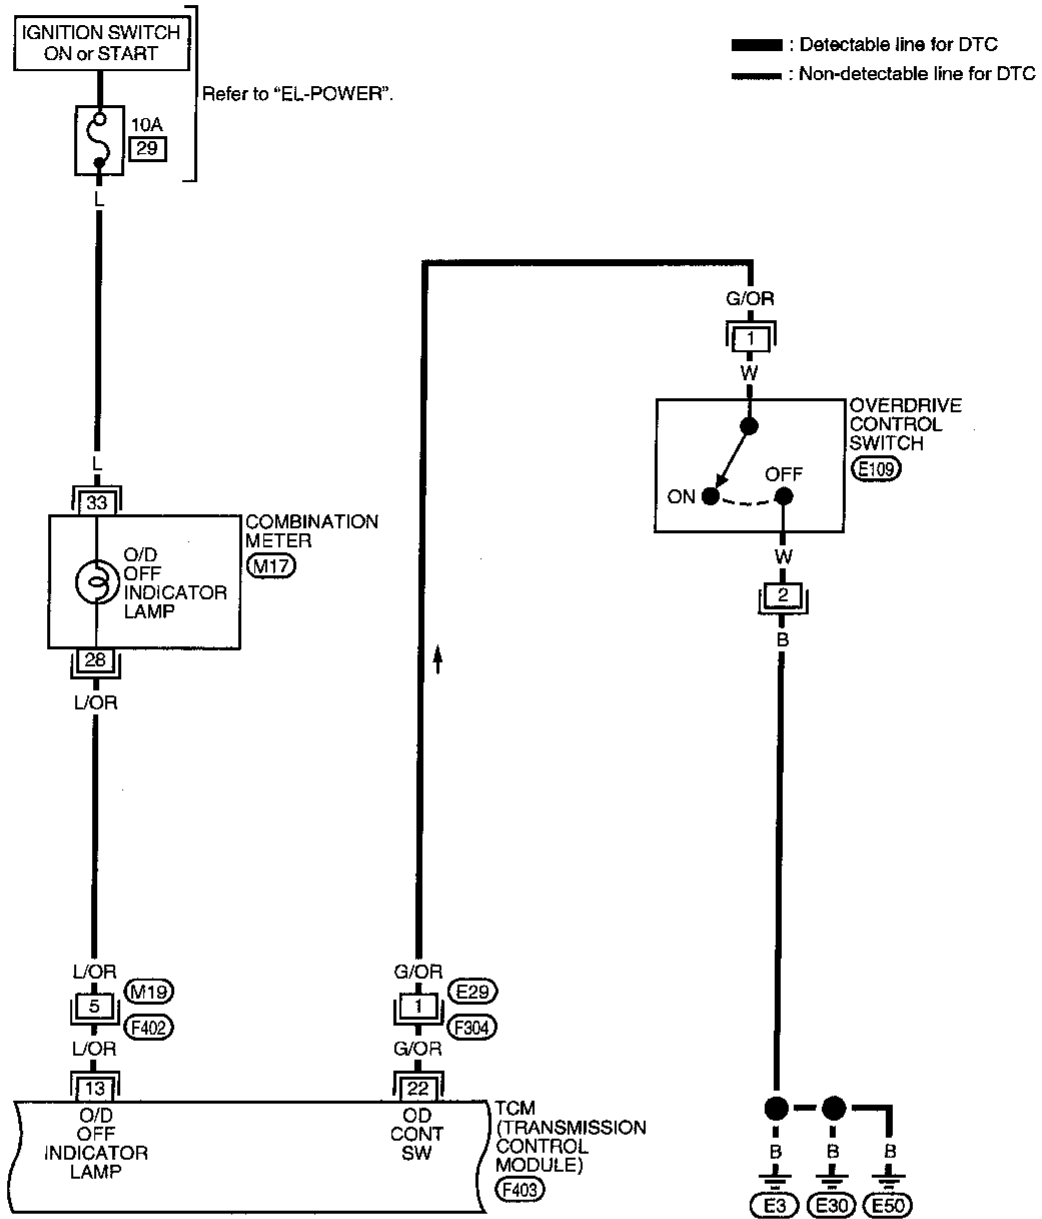 IGNITION SWITCH
ON or START
Refer to "EL-POWER".
10A
29
L
L
33
COMBINATION
METER
M17
O/D
OFF
INDICATOR
LAMP
28
L/OR
L/OR
5
M19
F402
L/OR
13
O/D
OFF
INDICATOR
LAMP
: Detectable line for DTC
: Non-detectable line for DTC
G/OR
1
W
OVERDRIVE
CONTROL
SWITCH
E109
ON
OFF
W
2
B
G/OR
1
E29
F304
G/OR
22
OD
CONT
SW
TCM
(TRANSMISSION
CONTROL
MODULE)
F403
B
B
B
E3
E30
E50